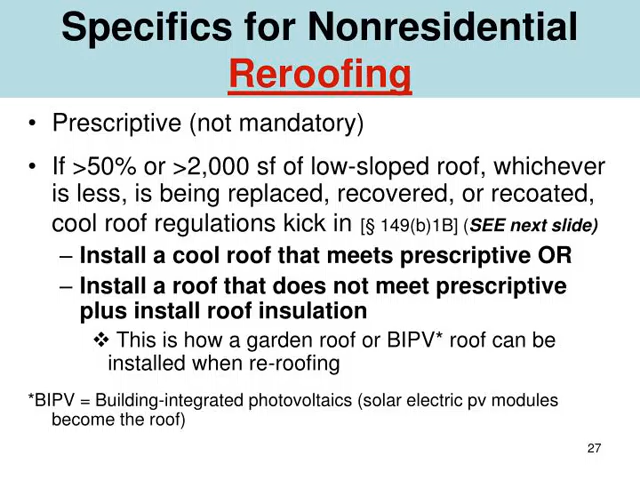 Specifics for Nonresidential
Reroofing
• Prescriptive (not mandatory)
• If >50% or >2,000 sf of low-sloped roof, whichever
is less, is being replaced, recovered, or recoated,
cool roof regulations kick in [§ 149(b)1B] (SEE next slide)
– Install a cool roof that meets prescriptive OR
– Install a roof that does not meet prescriptive
plus install roof insulation
❖ This is how a garden roof or BIPV* roof can be
installed when re-roofing
*BIPV = Building-integrated photovoltaics (solar electric pv modules
become the roof)
27